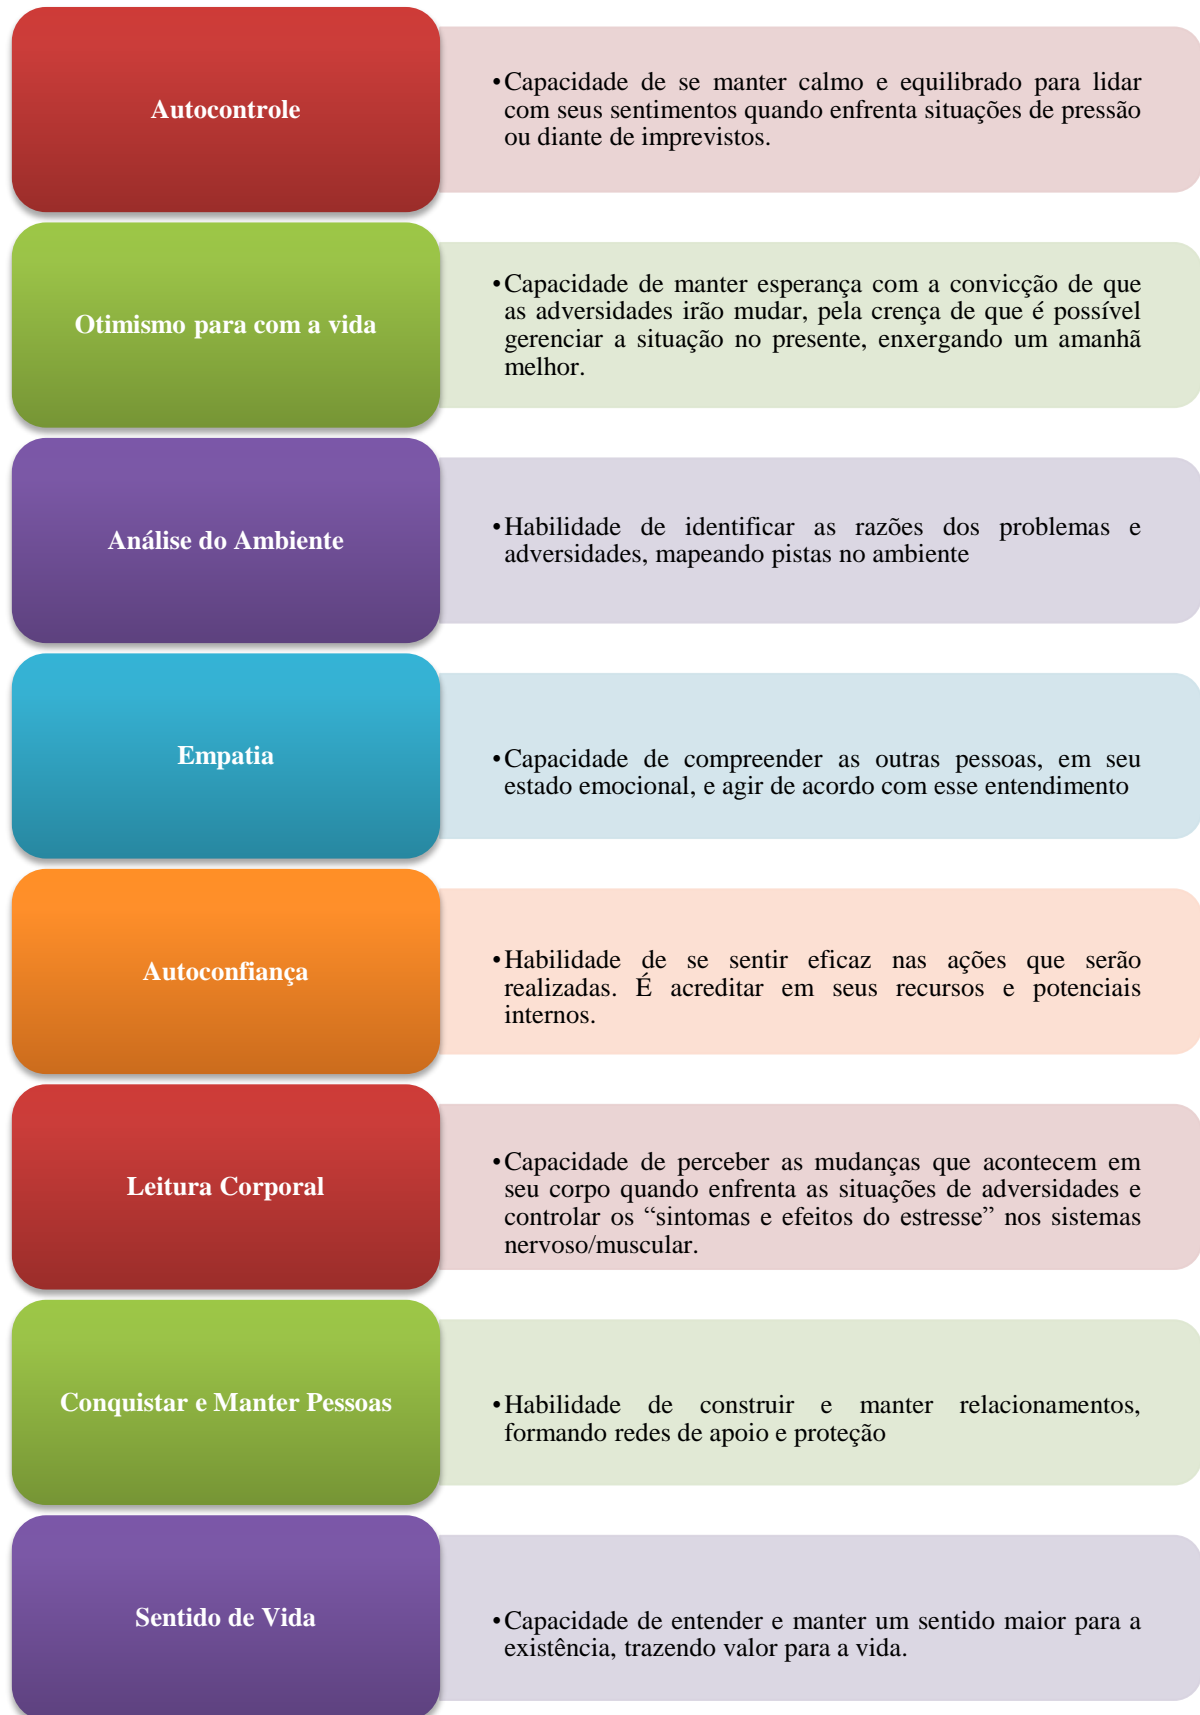 Autocontrole
•Capacidade de se manter calmo e equilibrado para lidar
com seus sentimentos quando enfrenta situações de pressão
ou diante de imprevistos.
Otimismo para com a vida
•Capacidade de manter esperança com a convicção de que
as adversidades irão mudar, pela crença de que é possível
gerenciar a situação no presente, enxergando um amanhã
melhor.
Análise do Ambiente
•Habilidade de identificar as razões dos problemas e
adversidades, mapeando pistas no ambiente
Empatia
•Capacidade de compreender as outras pessoas, em seu
estado emocional, e agir de acordo com esse entendimento
Autoconfiança
•Habilidade de se sentir eficaz nas ações que serão
realizadas. É acreditar em seus recursos e potenciais
internos.
Leitura Corporal
•Capacidade de perceber as mudanças que acontecem em
seu corpo quando enfrenta as situações de adversidades e
controlar os “sintomas e efeitos do estresse” nos sistemas
nervoso/muscular.
Conquistar e Manter Pessoas
•Habilidade de construir e manter relacionamentos,
formando redes de apoio e proteção
Sentido de Vida
•Capacidade de entender e manter um sentido maior para a
existência, trazendo valor para a vida.